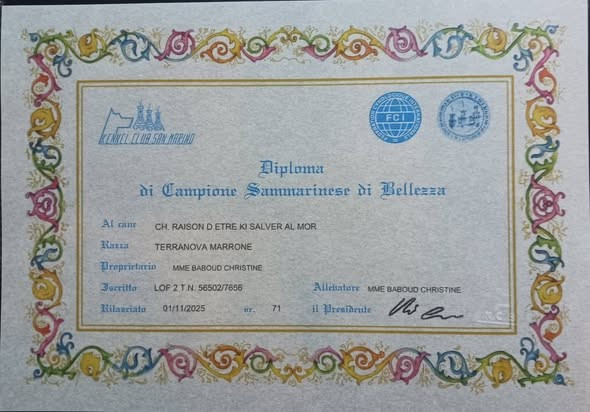 KENNEL CLUB SAN MARINO
FCI
Diploma
di Campione Sammarinese di Bellezza
Al cane CH. RAISON D ETRE KI SALVER AL MOR
Razza TERRANOVA MARRONE
Proprietario MME BABOUD CHRISTINE
Iscritto LOF 2 T.N. 56502/7656 Allevatore MME BABOUD CHRISTINE
Rilasciato 01/11/2025 nr. 71 il Presidente